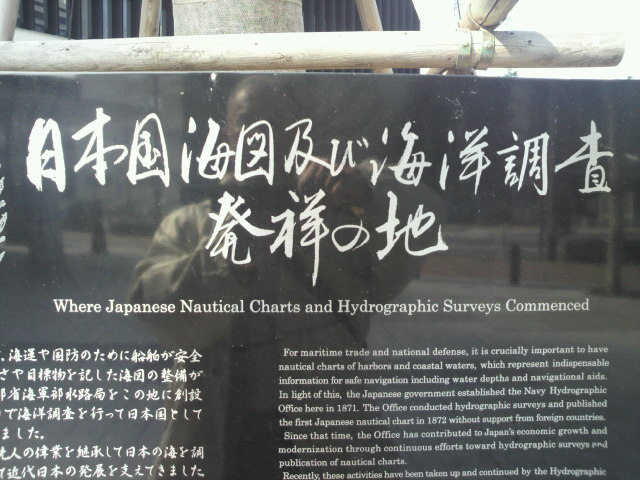 日本国海図及び海洋調査
発祥の地
Where Japanese Nautical Charts and Hydrographic Surveys Commenced
、海運や国防のために船舶が安全
さや目標物を記した海図の整備が
部省海軍部水路局をこの地に創設
で海洋調査を行って日本国として
ました。
先人の偉業を継承して日本の海を調
て近代日本の発展を支えてきました
For maritime trade and national defense, it is crucially important to have
nautical charts of harbors and coastal waters, which represent indispensable
information for safe navigation including water depths and navigational aids.
In light of this, the Japanese government established the Navy Hydrographic
Office here in 1871. The Office conducted hydrographic surveys and published
the first Japanese nautical chart in 1872 without support from foreign countries.
Since that time, the Office has contributed to Japan's economic growth and
modernization through continuous efforts toward hydrographic surveys and
publication of nautical charts.
Recently, these activities have been taken up and continued by the Hydrographic